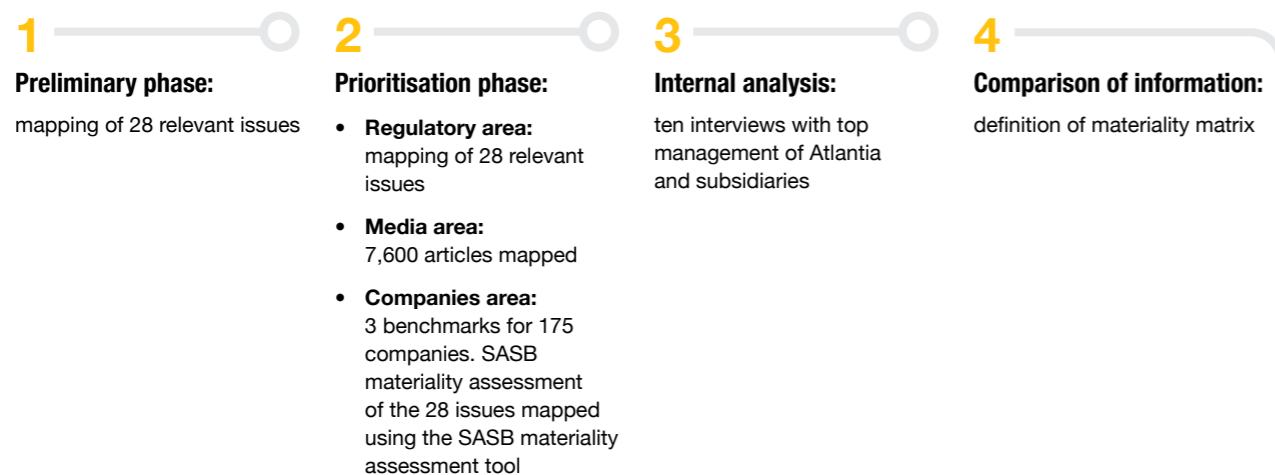 1
Preliminary phase:
mapping of 28 relevant issues
2
Prioritisation phase:
• Regulatory area:
mapping of 28 relevant
issues
• Media area:
7,600 articles mapped
• Companies area:
3 benchmarks for 175
companies. SASB
materiality assessment
of the 28 issues mapped
using the SASB materiality
assessment tool
3
Internal analysis:
ten interviews with top
management of Atlantia
and subsidiaries
4
Comparison of information:
definition of materiality matrix